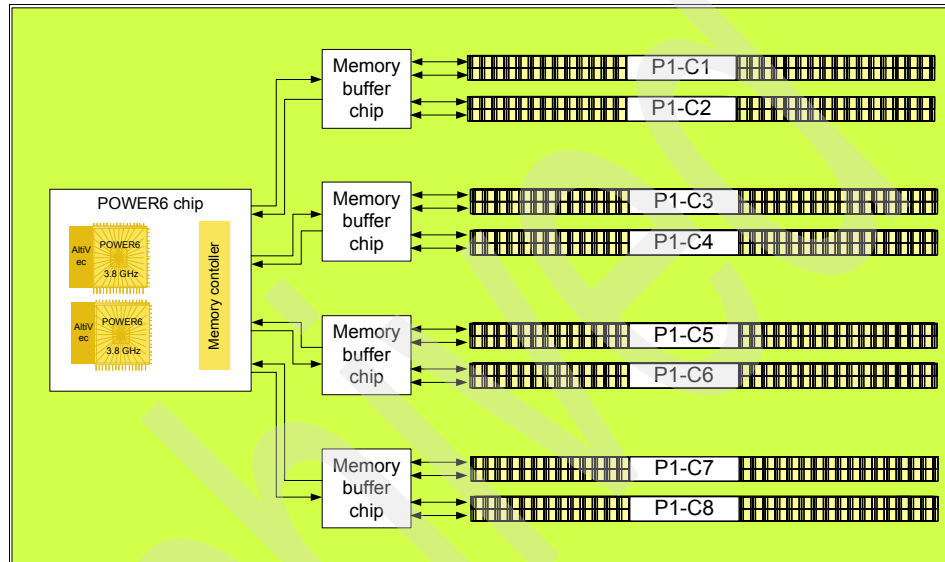 Memory
buffer
chip
P1-C1
P1-C2
POWER6 chip
AltiV
ec
POWER6
3.8 GHz
AltiV
ec
POWER6
3.8 GHz
Memory contoller
Memory
buffer
chip
P1-C3
P1-C4
Memory
buffer
chip
P1-C5
P1-C6
Memory
buffer
chip
P1-C7
P1-C8